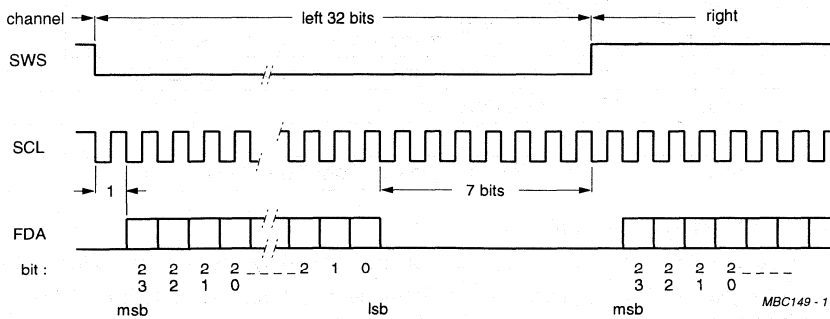 channel left 32 bits right
SWS
SCL
1 7 bits
FDA
bit : 2 2 2 2 _ _ _ _ _ 2 1 0 2 2 2 2 _ _ _ _
3 2 1 0 3 2 1 0
msb lsb msb
MBC149 - 1